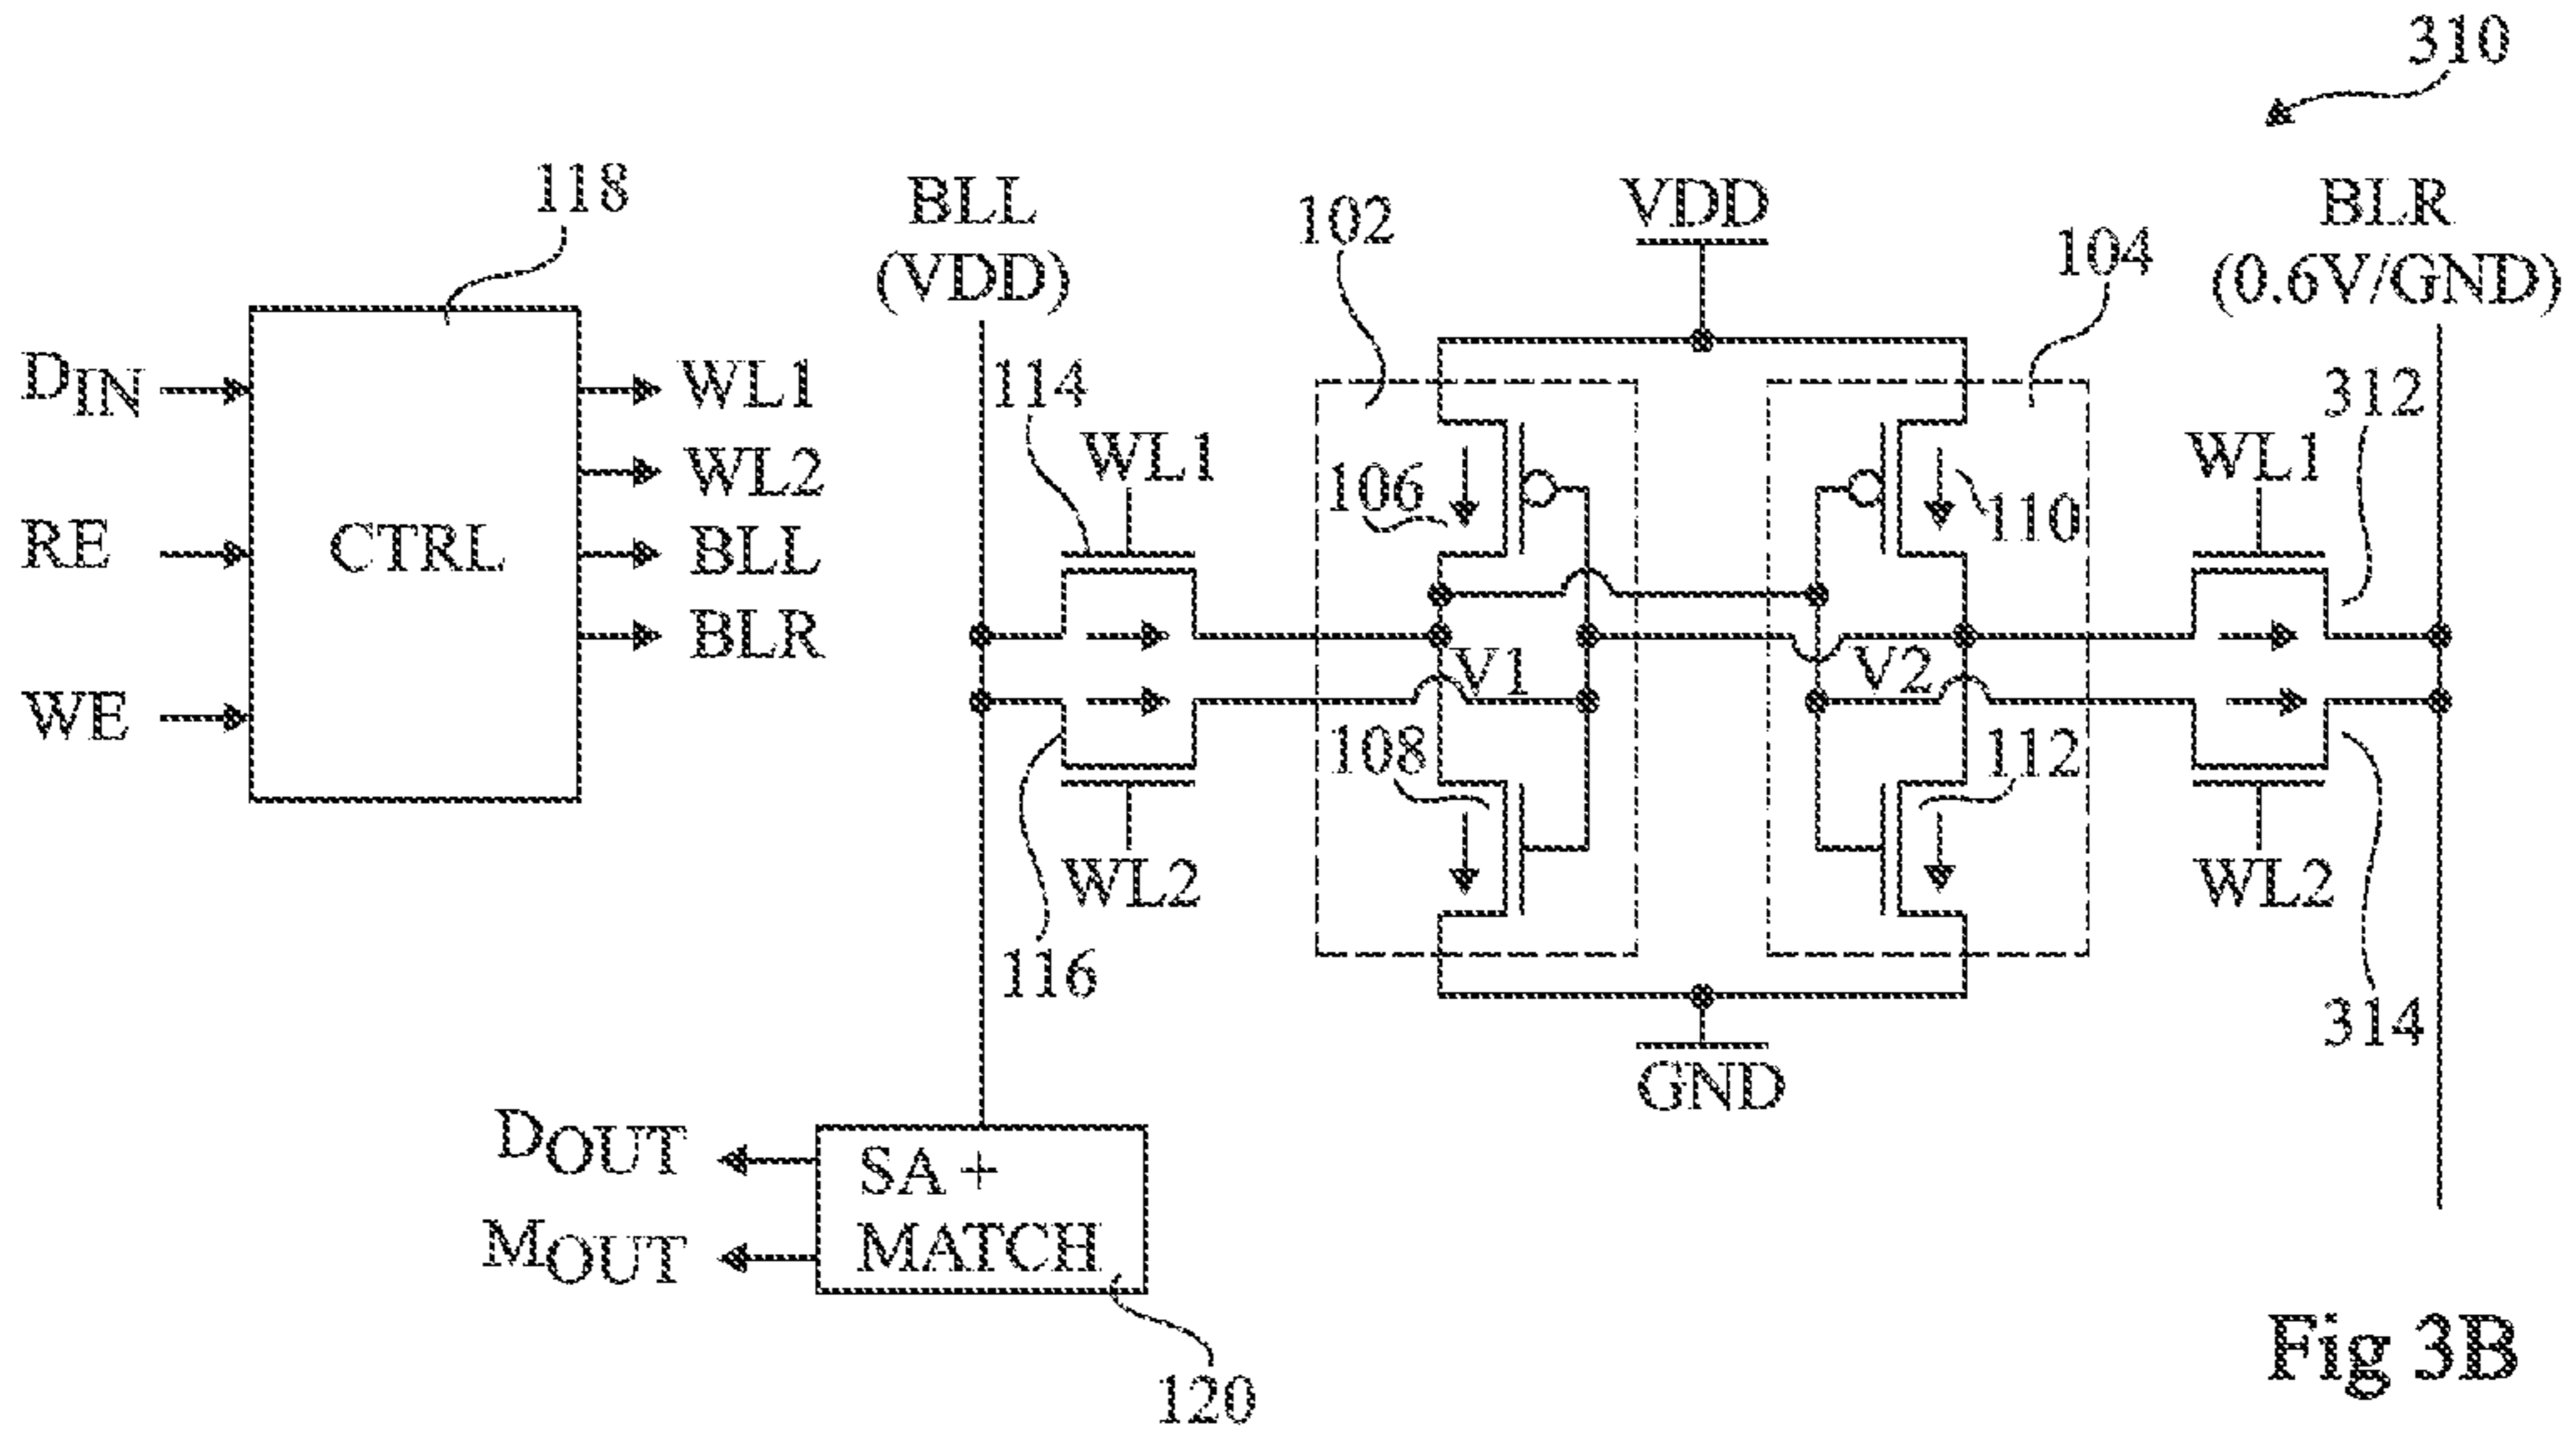 310
118
BLL
(VDD)
102
VDD
104
BLR
(0.6V/GND)
DIN
RE
WE
CTRL
WL1
WL2
BLL
BLR
114
WL1
106
110
312
WL1
V1
V2
108
112
WL2
116
WL2
314
GND
DOUT
MOUT
SA +
MATCH
120
Fig 3B